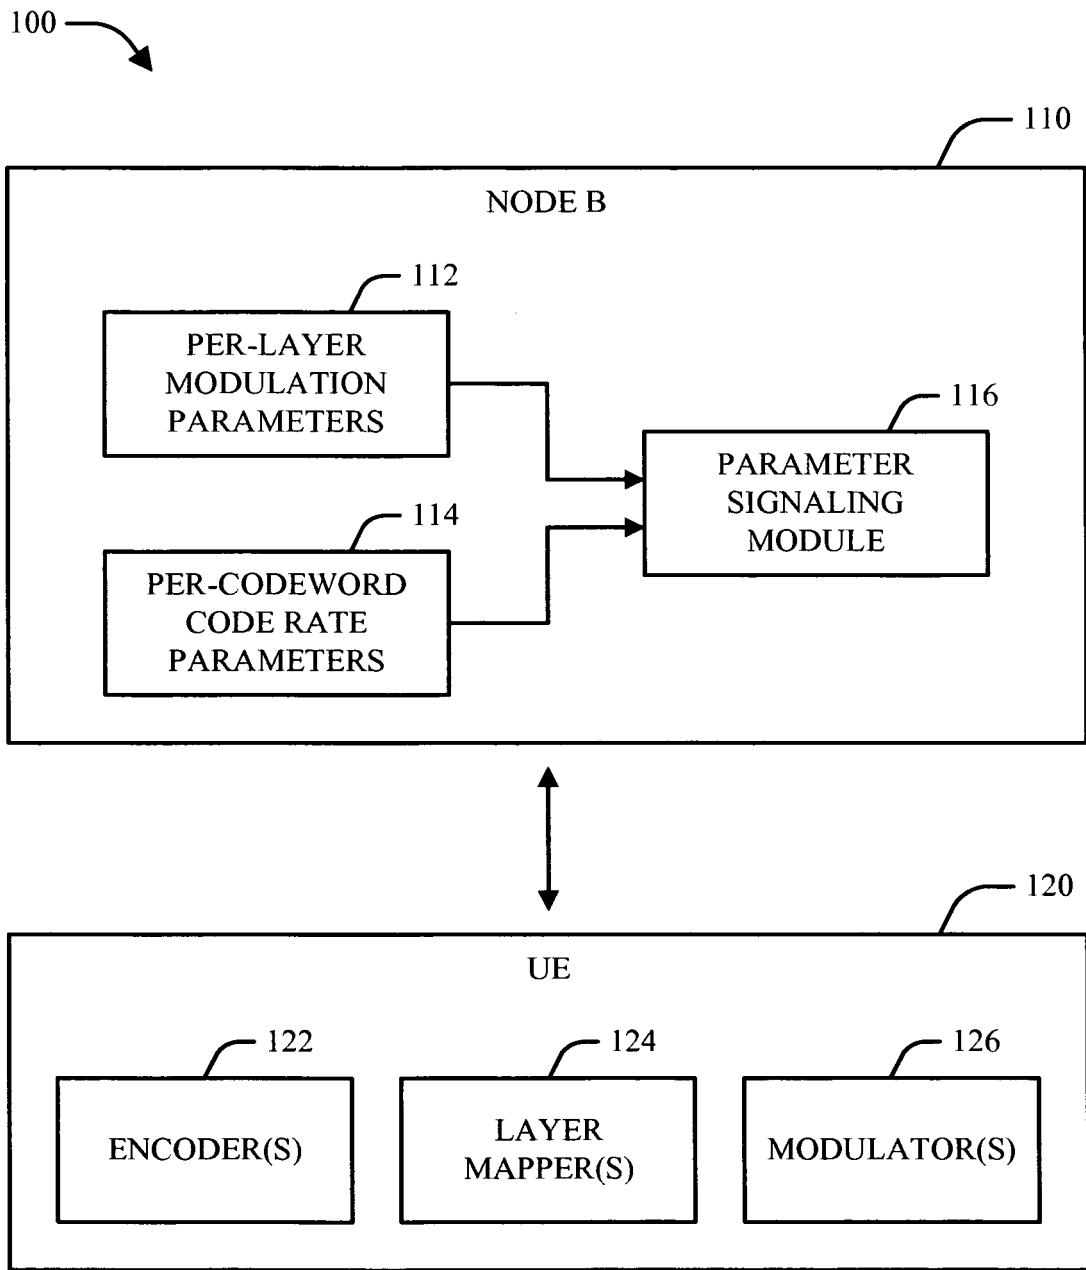 100
110
NODE B
112
PER-LAYER
MODULATION
PARAMETERS
116
PARAMETER
SIGNALING
MODULE
114
PER-CODEWORD
CODE RATE
PARAMETERS
120
UE
122
ENCODER(S)
124
LAYER
MAPPER(S)
126
MODULATOR(S)